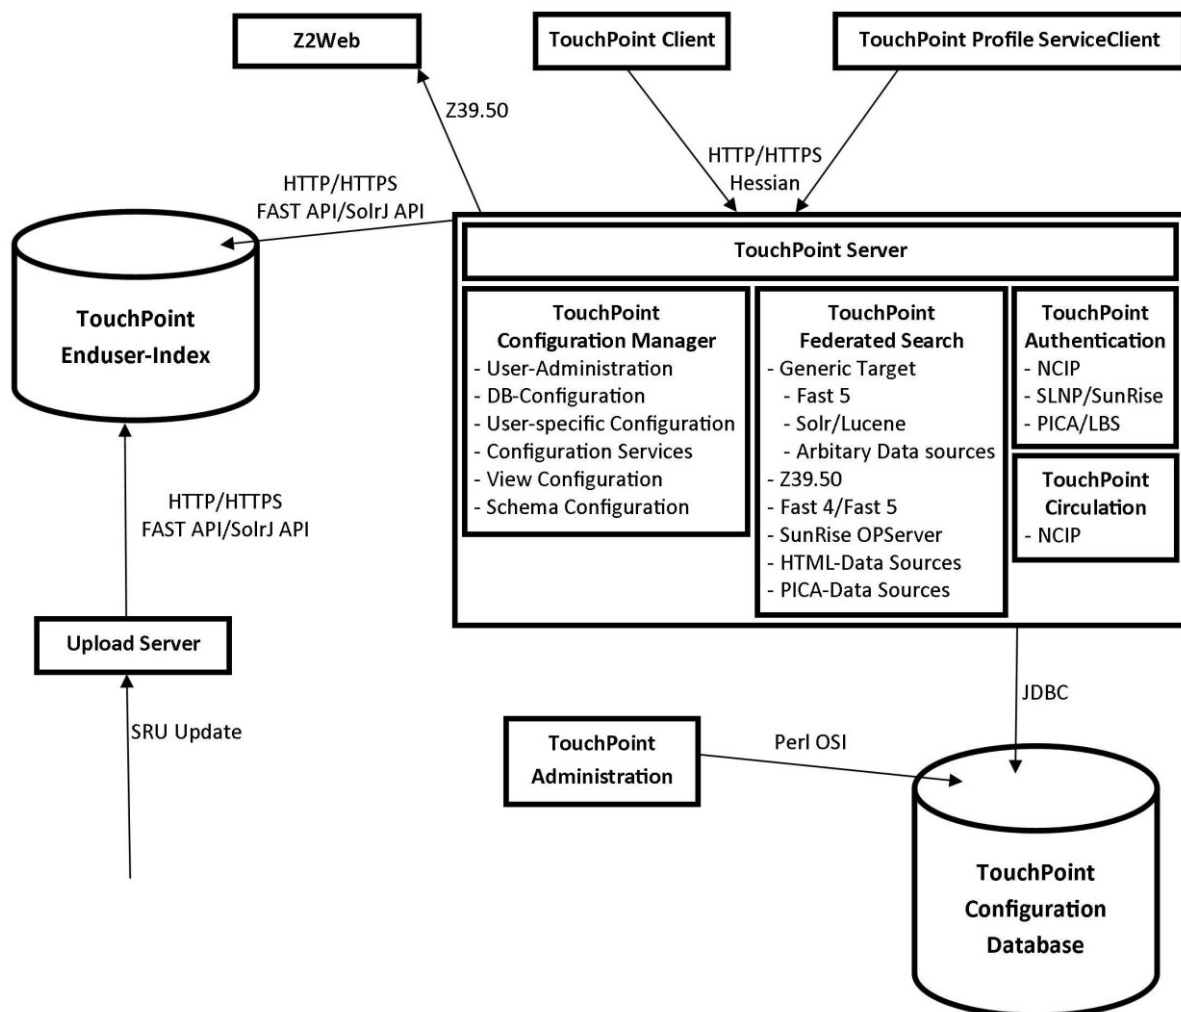 Z2Web
TouchPoint Client
TouchPoint Profile ServiceClient
Z39.50
HTTP/HTTPS
Hessian
HTTP/HTTPS
FAST API/SolrJ API
TouchPoint
Enduser-Index
TouchPoint Server
TouchPoint
Configuration Manager
- User-Administration
- DB-Configuration
- User-specific Configuration
- Configuration Services
- View Configuration
- Schema Configuration
TouchPoint
Federated Search
- Generic Target
- Fast 5
- Solr/Lucene
- Arbitary Data sources
- Z39.50
- Fast 4/Fast 5
- SunRise OPServer
- HTML-Data Sources
- PICA-Data Sources
TouchPoint
Authentication
- NCIP
- SLNP/SunRise
- PICA/LBS
TouchPoint
Circulation
- NCIP
HTTP/HTTPS
FAST API/SolrJ API
Upload Server
SRU Update
JDBC
TouchPoint
Administration
Perl OSI
TouchPoint
Configuration
Database